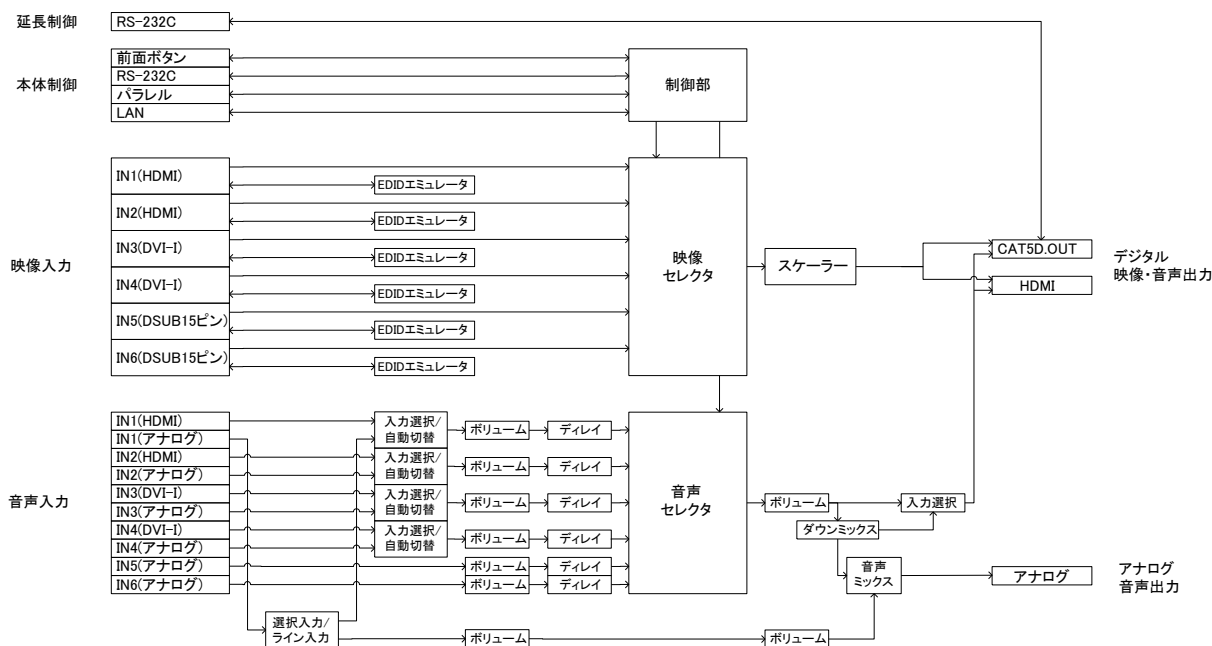 延長制御
RS-232C
本体制御
前面ボタン
RS-232C
パラレル
LAN
制御部
映像入力
IN1(HDMI)
EDIDエミュレータ
IN2(HDMI)
EDIDエミュレータ
IN3(DVI-I)
EDIDエミュレータ
IN4(DVI-I)
EDIDエミュレータ
IN5(DSUB15ピン)
EDIDエミュレータ
IN6(DSUB15ピン)
EDIDエミュレータ
映像
セレクタ
スケーラー
CAT5D.OUT
HDMI
デジタル
映像・音声出力
音声入力
IN1(HDMI)
IN1(アナログ)
IN2(HDMI)
IN2(アナログ)
IN3(DVI-I)
IN3(アナログ)
IN4(DVI-I)
IN4(アナログ)
IN5(アナログ)
IN6(アナログ)
入力選択/
自動切替
入力選択/
自動切替
入力選択/
自動切替
入力選択/
自動切替
ボリューム
ディレイ
ボリューム
ディレイ
ボリューム
ディレイ
ボリューム
ディレイ
ボリューム
ディレイ
ボリューム
ディレイ
音声
セレクタ
ボリューム
入力選択
ダウンミックス
音声
ミックス
アナログ
アナログ
音声出力
選択入力/
ライン入力
ボリューム
ボリューム